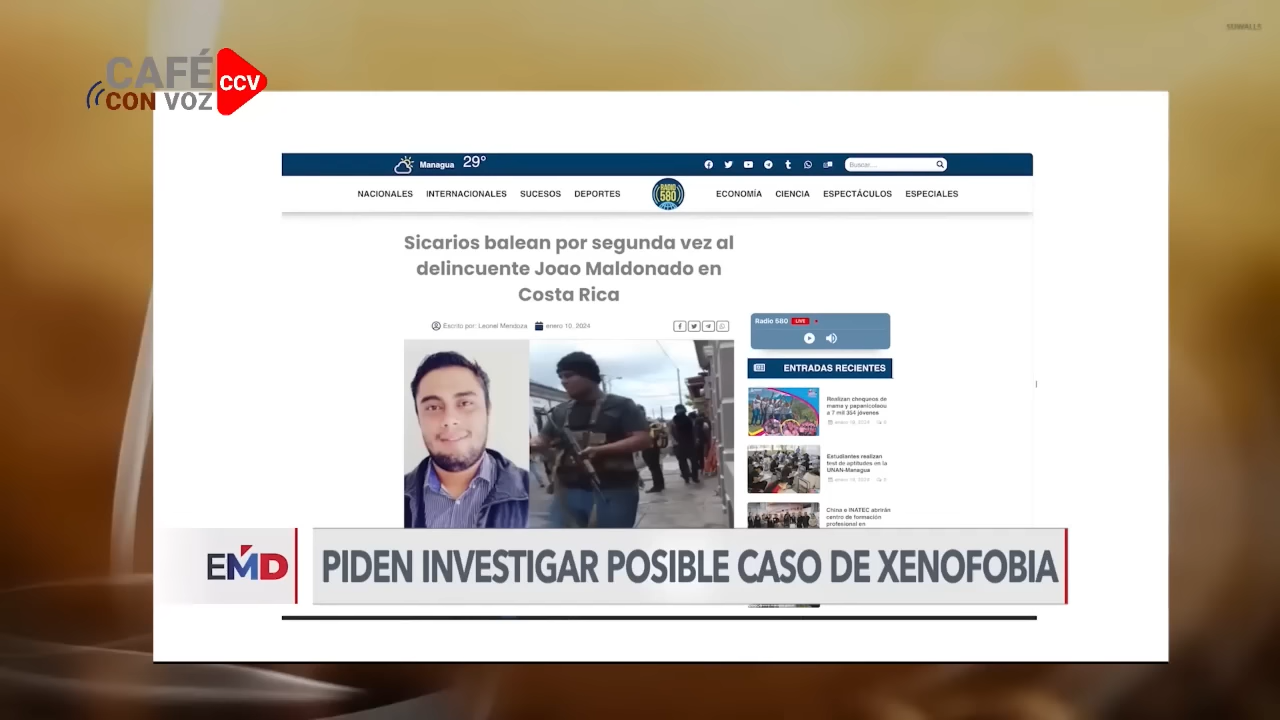 CAFÉ
CON VOZ
CCV
Managua 29°
Buscar...
NACIONALES INTERNACIONALES SUCESOS DEPORTES
RADIO
580
ECONOMÍA CIENCIA ESPECTÁCULOS ESPECIALES
Sicarios balean por segunda vez al
delincuente Joao Maldonado en
Costa Rica
Escrito por: Leonel Mendoza enero 10, 2024
Radio 580 LIVE
ENTRADAS RECIENTES
Realizan chequeos de
mama y papanicolaou
a 7 mil 364 jóvenes
Estudiantes realizan
test de aptitudes en la
UNAN-Managua
China e INATEC abrirán
centro de formación
profesional en
EMD
PIDEN INVESTIGAR POSIBLE CASO DE XENOFOBIA